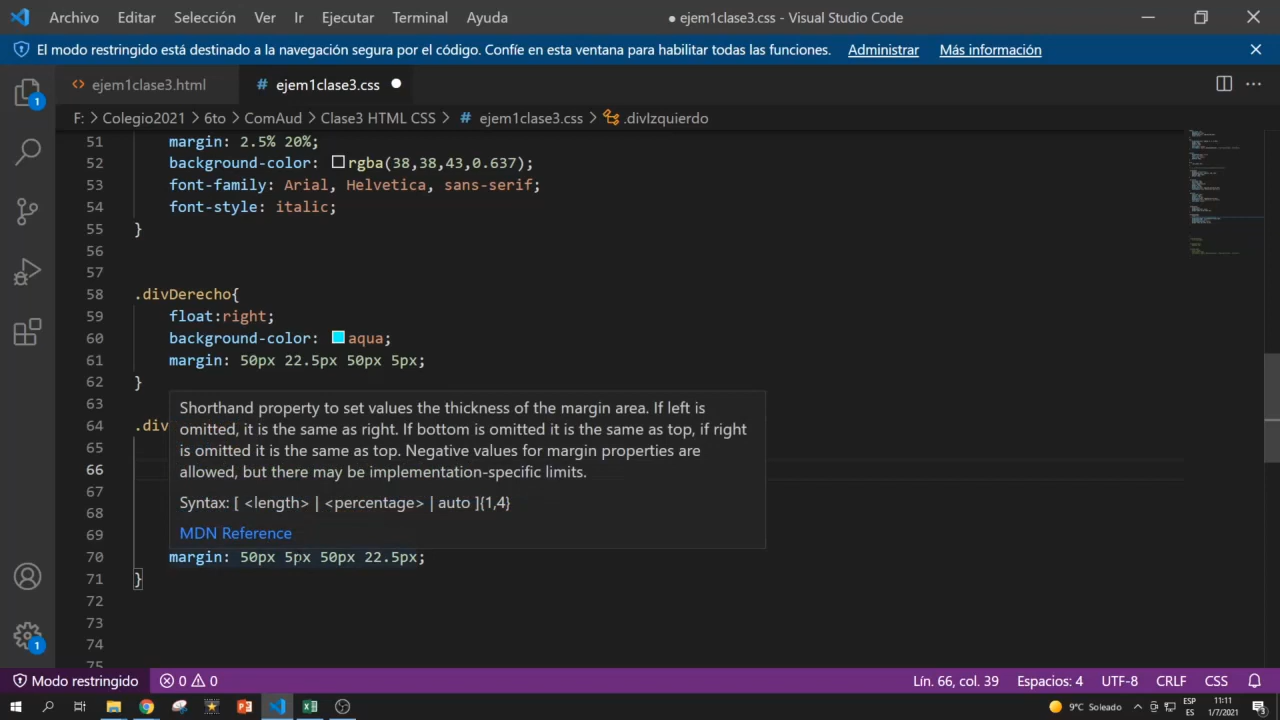 Archivo Editar Selección Ver Ir Ejecutar Terminal Ayuda ● ejem1clase3.css - Visual Studio Code
El modo restringido está destinado a la navegación segura por el código. Confíe en esta ventana para habilitar todas las funciones. Administrar Más información
<> ejem1clase3.html # ejem1clase3.css
F: > Colegio2021 > 6to > ComAud > Clase3 HTML CSS > # ejem1clase3.css > .divIzquierdo
51 margin: 2.5% 20%;
52 background-color: rgba(38,38,43,0.637);
53 font-family: Arial, Helvetica, sans-serif;
54 font-style: italic;
55 }
56
57
58 .divDerecho{
59 float:right;
60 background-color: aqua;
61 margin: 50px 22.5px 50px 5px;
62 }
63
Shorthand property to set values the thickness of the margin area. If left is
64 .div omitted, it is the same as right. If bottom is omitted it is the same as top, if right
65 is omitted it is the same as top. Negative values for margin properties are
66 allowed, but there may be implementation-specific limits.
67
68 Syntax: [ <length> | <percentage> | auto ]{1,4}
69 MDN Reference
70 margin: 50px 5px 50px 22.5px;
71 }
72
73
74
75
1
1
Modo restringido 0 0 Lín. 66, col. 39 Espacios: 4 UTF-8 CRLF CSS
9°C Soleado ESP ES 11:11 1/7/2021 3